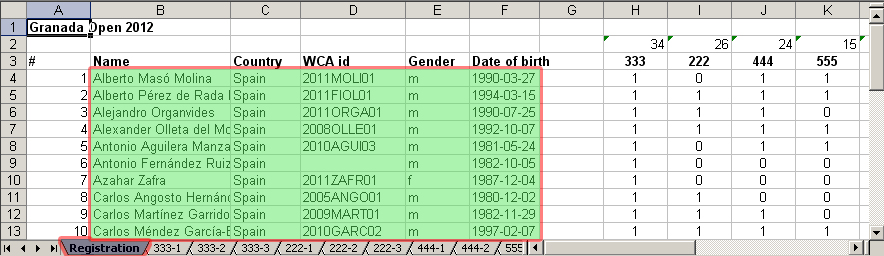 A B C D E F G H I J K
1 Granada Open 2012
2 34 26 24 15
3 # Name Country WCA id Gender Date of birth 333 222 444 555
4 1 Alberto Masó Molina Spain 2011MOLI01 m 1990-03-27 1 0 1 1
5 2 Alberto Pérez de Rada Spain 2011FIOL01 m 1994-03-15 1 1 1 1
6 3 Alejandro Organvides Spain 2011ORGA01 m 1990-07-25 1 1 1 0
7 4 Alexander Olleta del Spain 2008OLLE01 m 1992-10-07 1 1 1 1
8 5 Antonio Aguilera Manza Spain 2010AGUI03 m 1981-05-24 1 0 1 0
9 6 Antonio Fernández Ruiz Spain m 1982-10-05 1 0 0 0
10 7 Azahar Zafra Spain 2011ZAFR01 f 1987-12-04 1 0 0 0
11 8 Carlos Angosto Hernán Spain 2005ANGO01 m 1980-12-02 1 1 0 0
12 9 Carlos Martínez Garrido Spain 2009MART01 m 1982-11-29 1 1 1 0
13 10 Carlos Méndez García- Spain 2010GARC02 m 1997-02-07 1 1 1 1
Registration 333-1 333-2 333-3 222-1 222-2 222-3 444-1 444-2 555